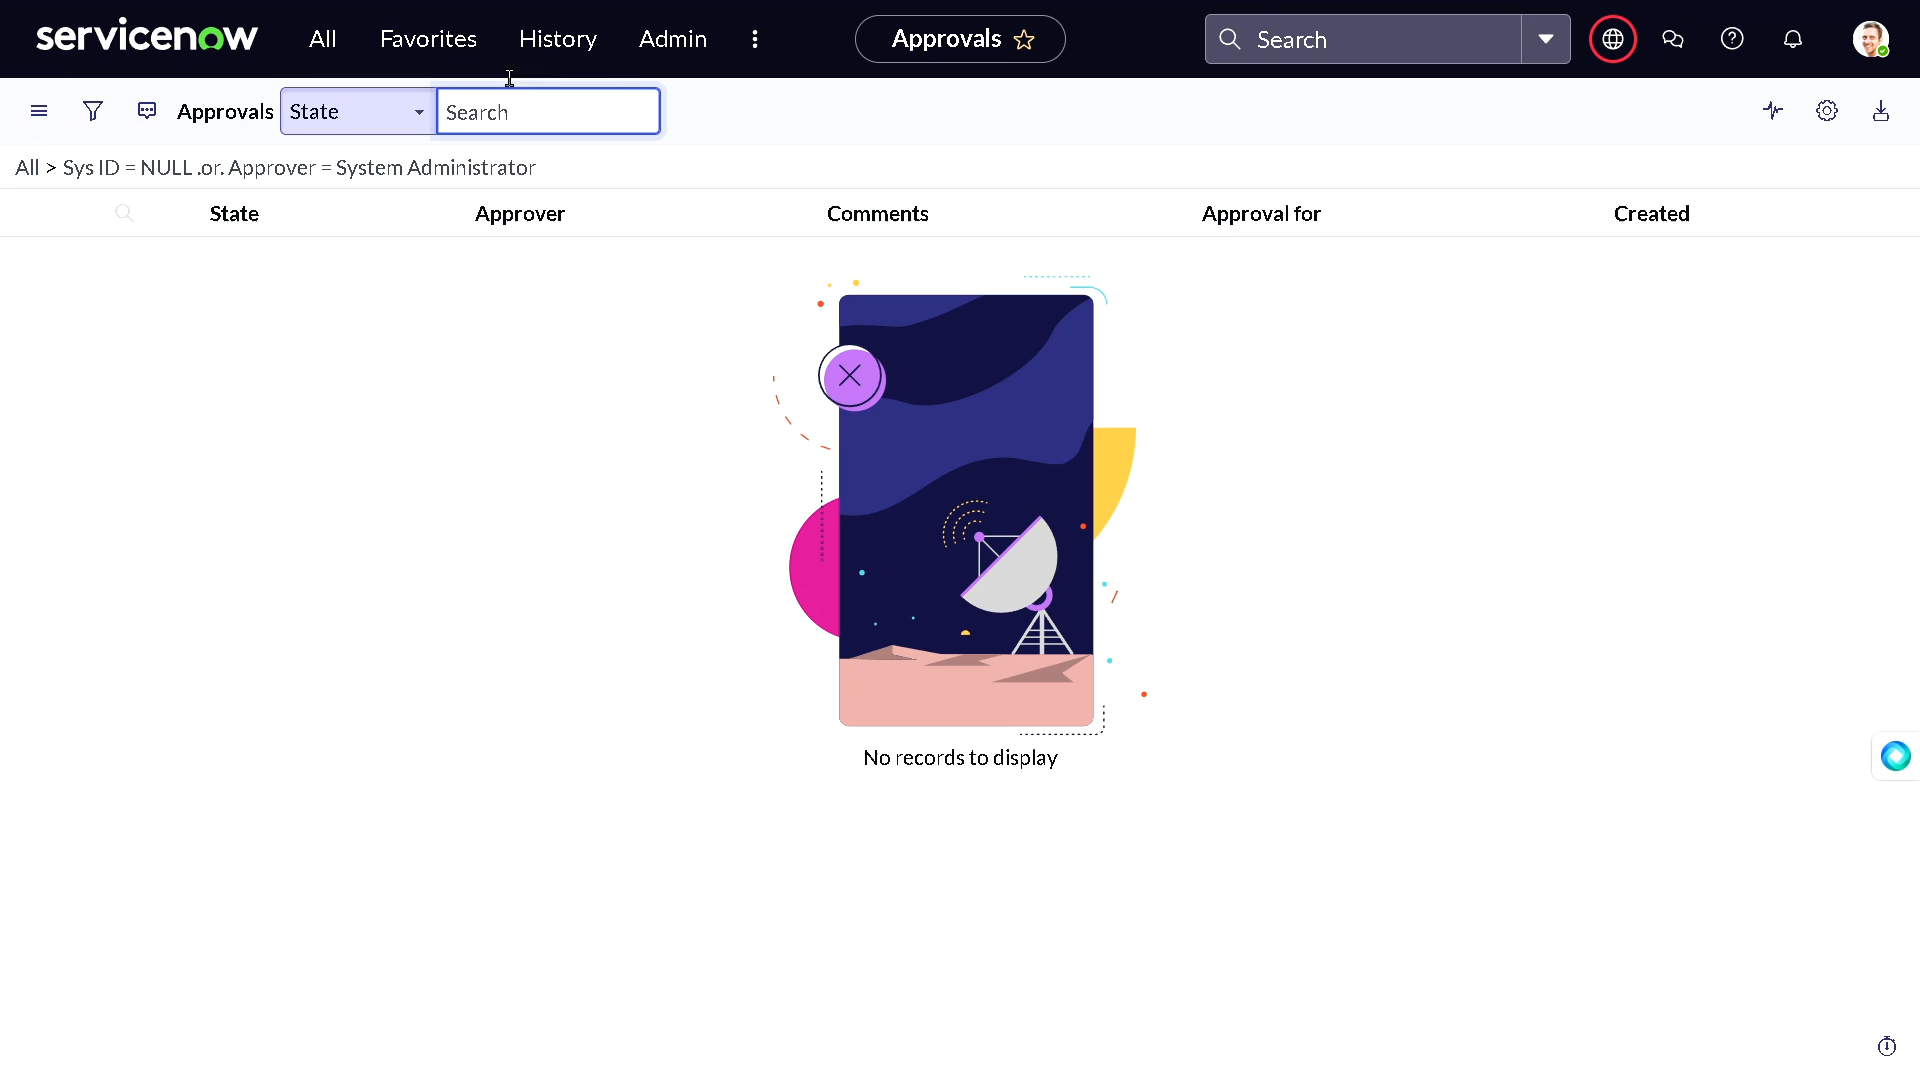 servicenow All Favorites History Admin Approvals Search
Approvals State Search
All > Sys ID = NULL .or. Approver = System Administrator
State Approver Comments Approval for Created
No records to display